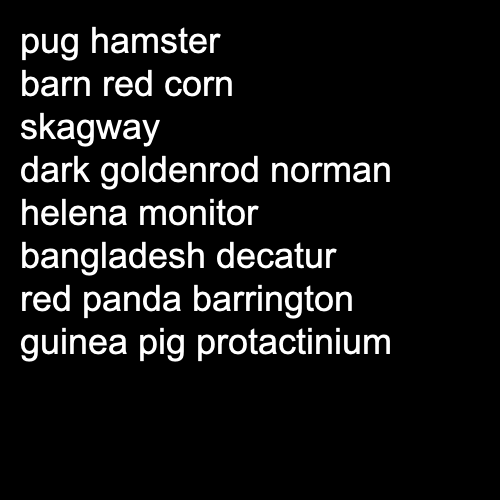 pug hamster
barn red corn
skagway
dark goldenrod norman
helena monitor
bangladesh decatur
red panda barrington
guinea pig protactinium